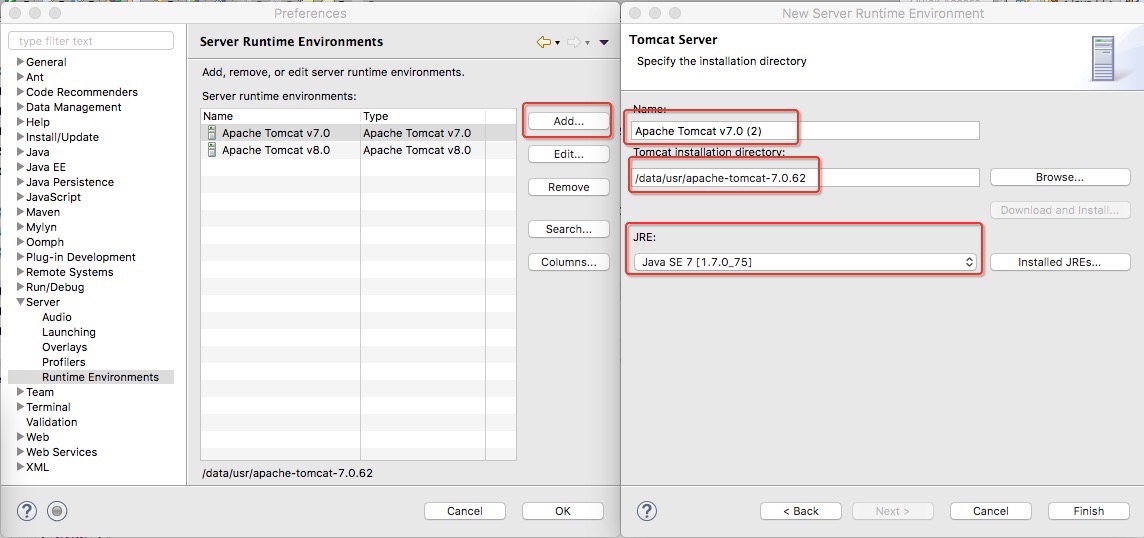 Preferences
type filter text
General
Ant
Code Recommenders
Data Management
Help
Install/Update
Java
Java EE
Java Persistence
JavaScript
Maven
Mylyn
Oomph
Plug-in Development
Remote Systems
Run/Debug
Server
Audio
Launching
Overlays
Profilers
Runtime Environments
Team
Terminal
Validation
Web
Web Services
XML
Server Runtime Environments
Add, remove, or edit server runtime environments.
Server runtime environments:
Name Type
Apache Tomcat v7.0 Apache Tomcat v7.0
Apache Tomcat v8.0 Apache Tomcat v8.0
Add...
Edit...
Remove
Search...
Columns...
/data/usr/apache-tomcat-7.0.62
Cancel OK
New Server Runtime Environment
Tomcat Server
Specify the installation directory
Name:
Apache Tomcat v7.0 (2)
Tomcat installation directory:
/data/usr/apache-tomcat-7.0.62
Browse...
Download and Install...
JRE:
Java SE 7 [1.7.0_75]
Installed JREs...
< Back Next > Cancel Finish